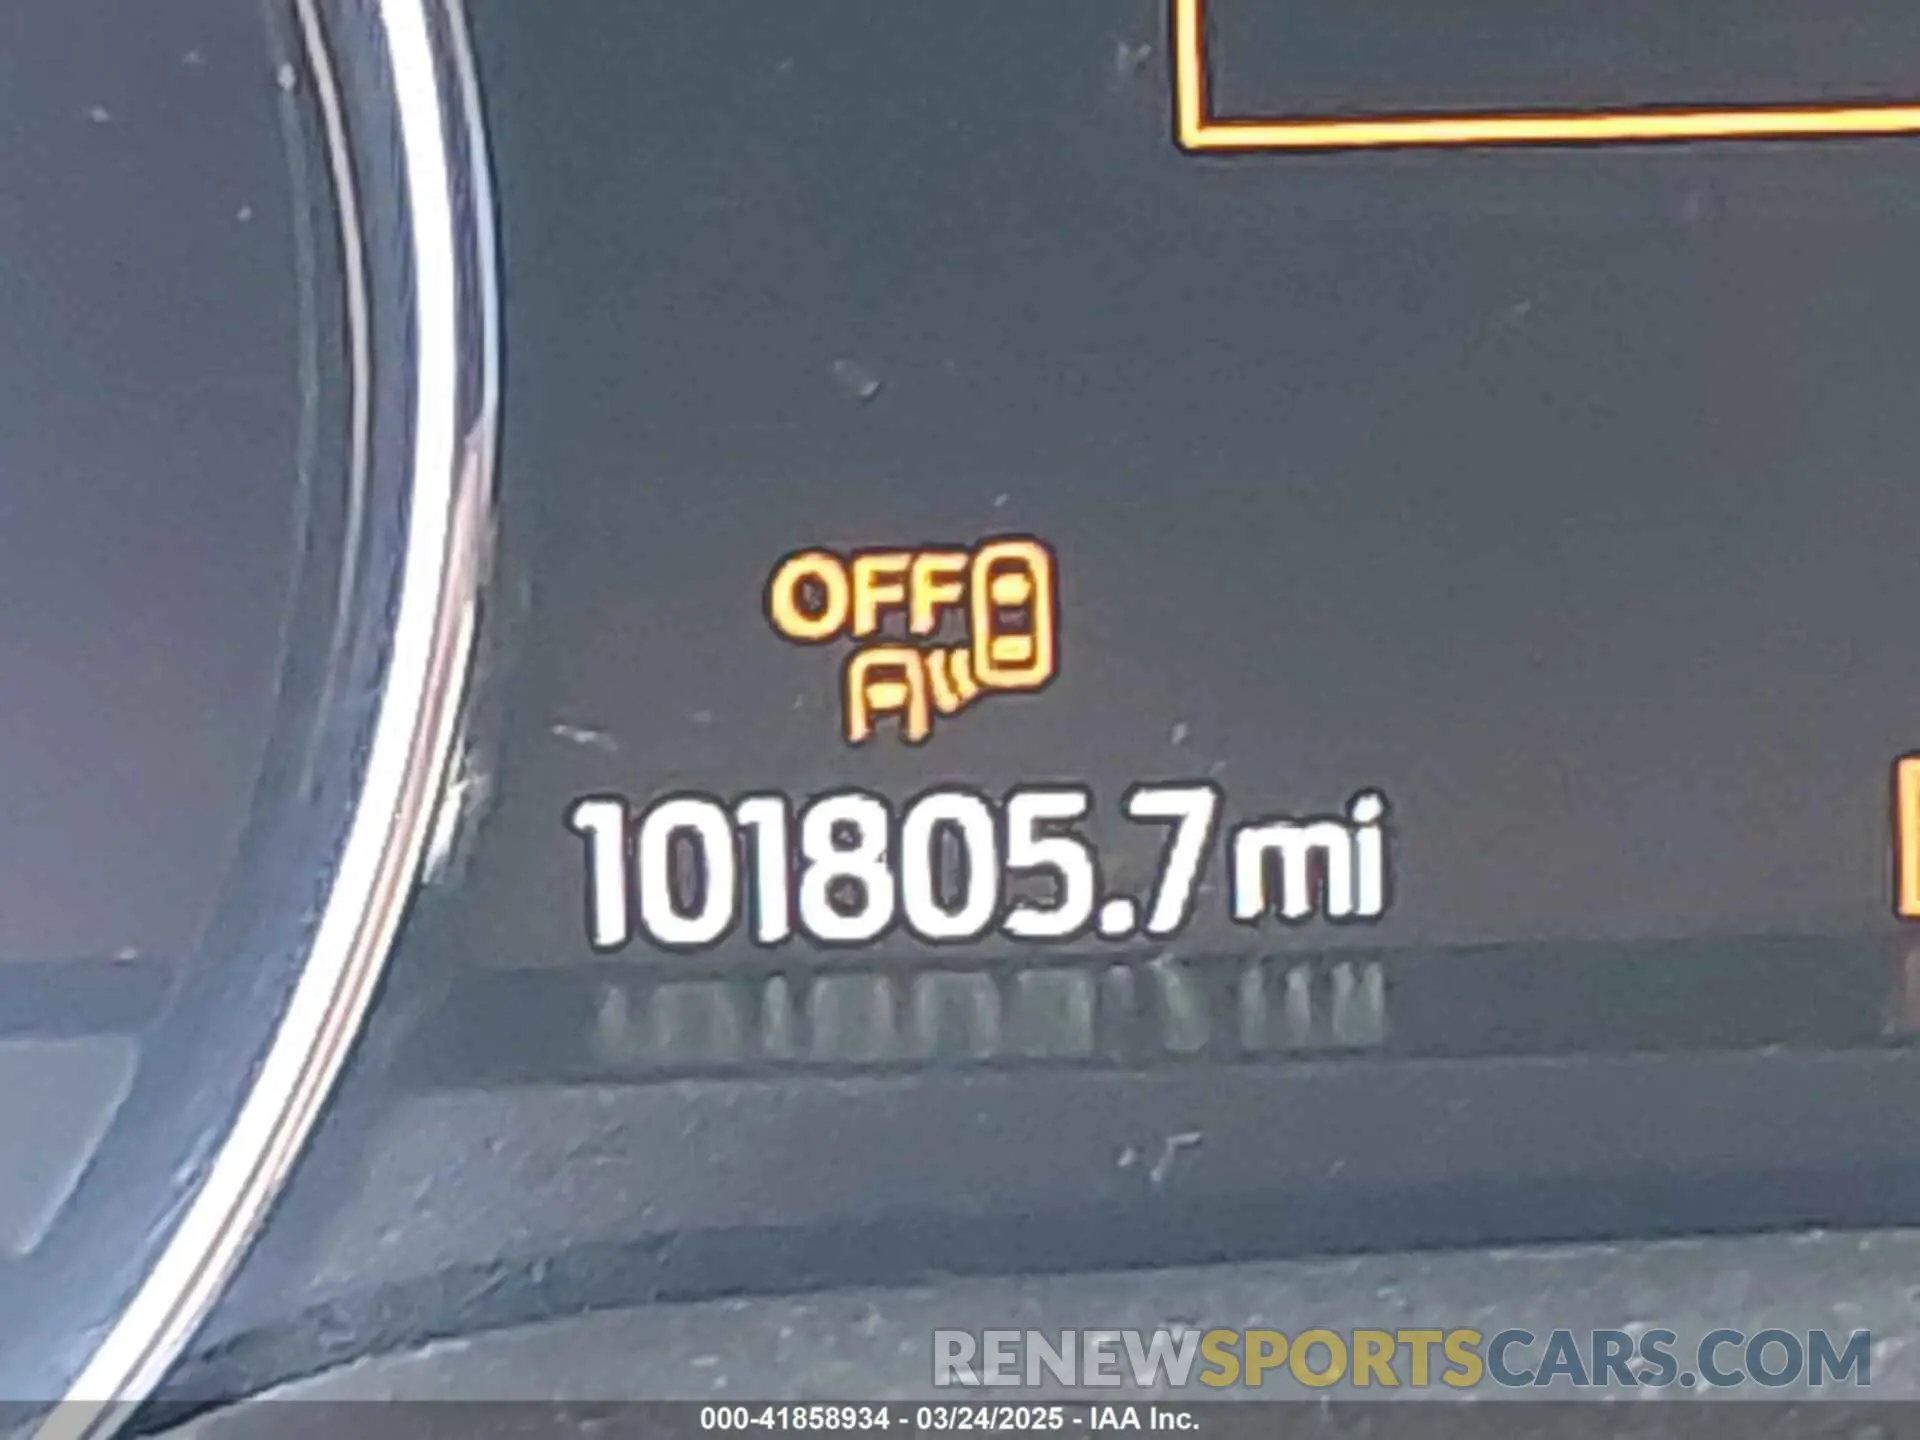 OFF
101805.7 mi
RENEWSPORTSCARS.COM
000-41858934 - 03/24/2025 - IAA Inc.